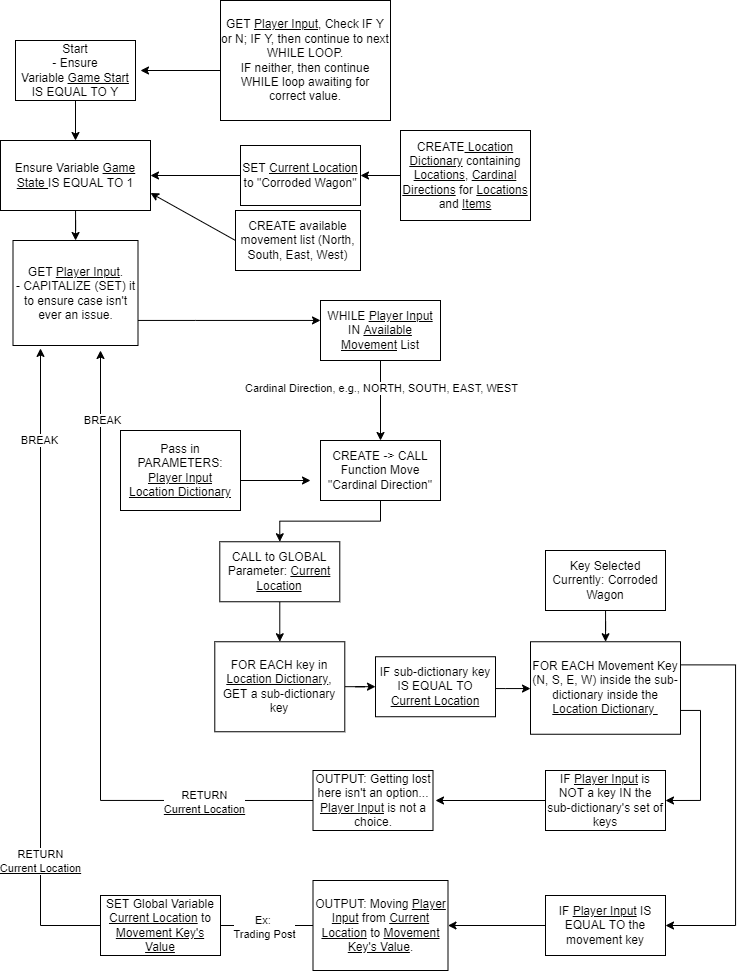 GET Player Input, Check IF Y
or N; IF Y, then continue to next
WHILE LOOP.
IF neither, then continue
WHILE loop awaiting for
correct value.
Start
- Ensure
Variable Game Start
IS EQUAL TO Y
Ensure Variable Game
State IS EQUAL TO 1
SET Current Location
to "Corroded Wagon"
CREATE Location
Dictionary containing
Locations, Cardinal
Directions for Locations
and Items
CREATE available
movement list (North,
South, East, West)
GET Player Input.
- CAPITALIZE (SET) it
to ensure case isn't
ever an issue.
WHILE Player Input
IN Available
Movement List
Cardinal Direction, e.g., NORTH, SOUTH, EAST, WEST
BREAK
BREAK
Pass in
PARAMETERS:
Player Input
Location Dictionary
CREATE -> CALL
Function Move
"Cardinal Direction"
CALL to GLOBAL
Parameter: Current
Location
Key Selected
Currently: Corroded
Wagon
FOR EACH key in
Location Dictionary,
GET a sub-dictionary
key
IF sub-dictionary key
IS EQUAL TO
Current Location
FOR EACH Movement Key
(N, S, E, W) inside the sub-
dictionary inside the
Location Dictionary
RETURN
Current Location
OUTPUT: Getting lost
here isn't an option...
Player Input is not a
choice.
IF Player Input is
NOT a key IN the
sub-dictionary's set of
keys
RETURN
Current Location
SET Global Variable
Current Location to
Movement Key's
Value
Ex:
Trading Post
OUTPUT: Moving Player
Input from Current
Location to Movement
Key's Value.
IF Player Input IS
EQUAL TO the
movement key